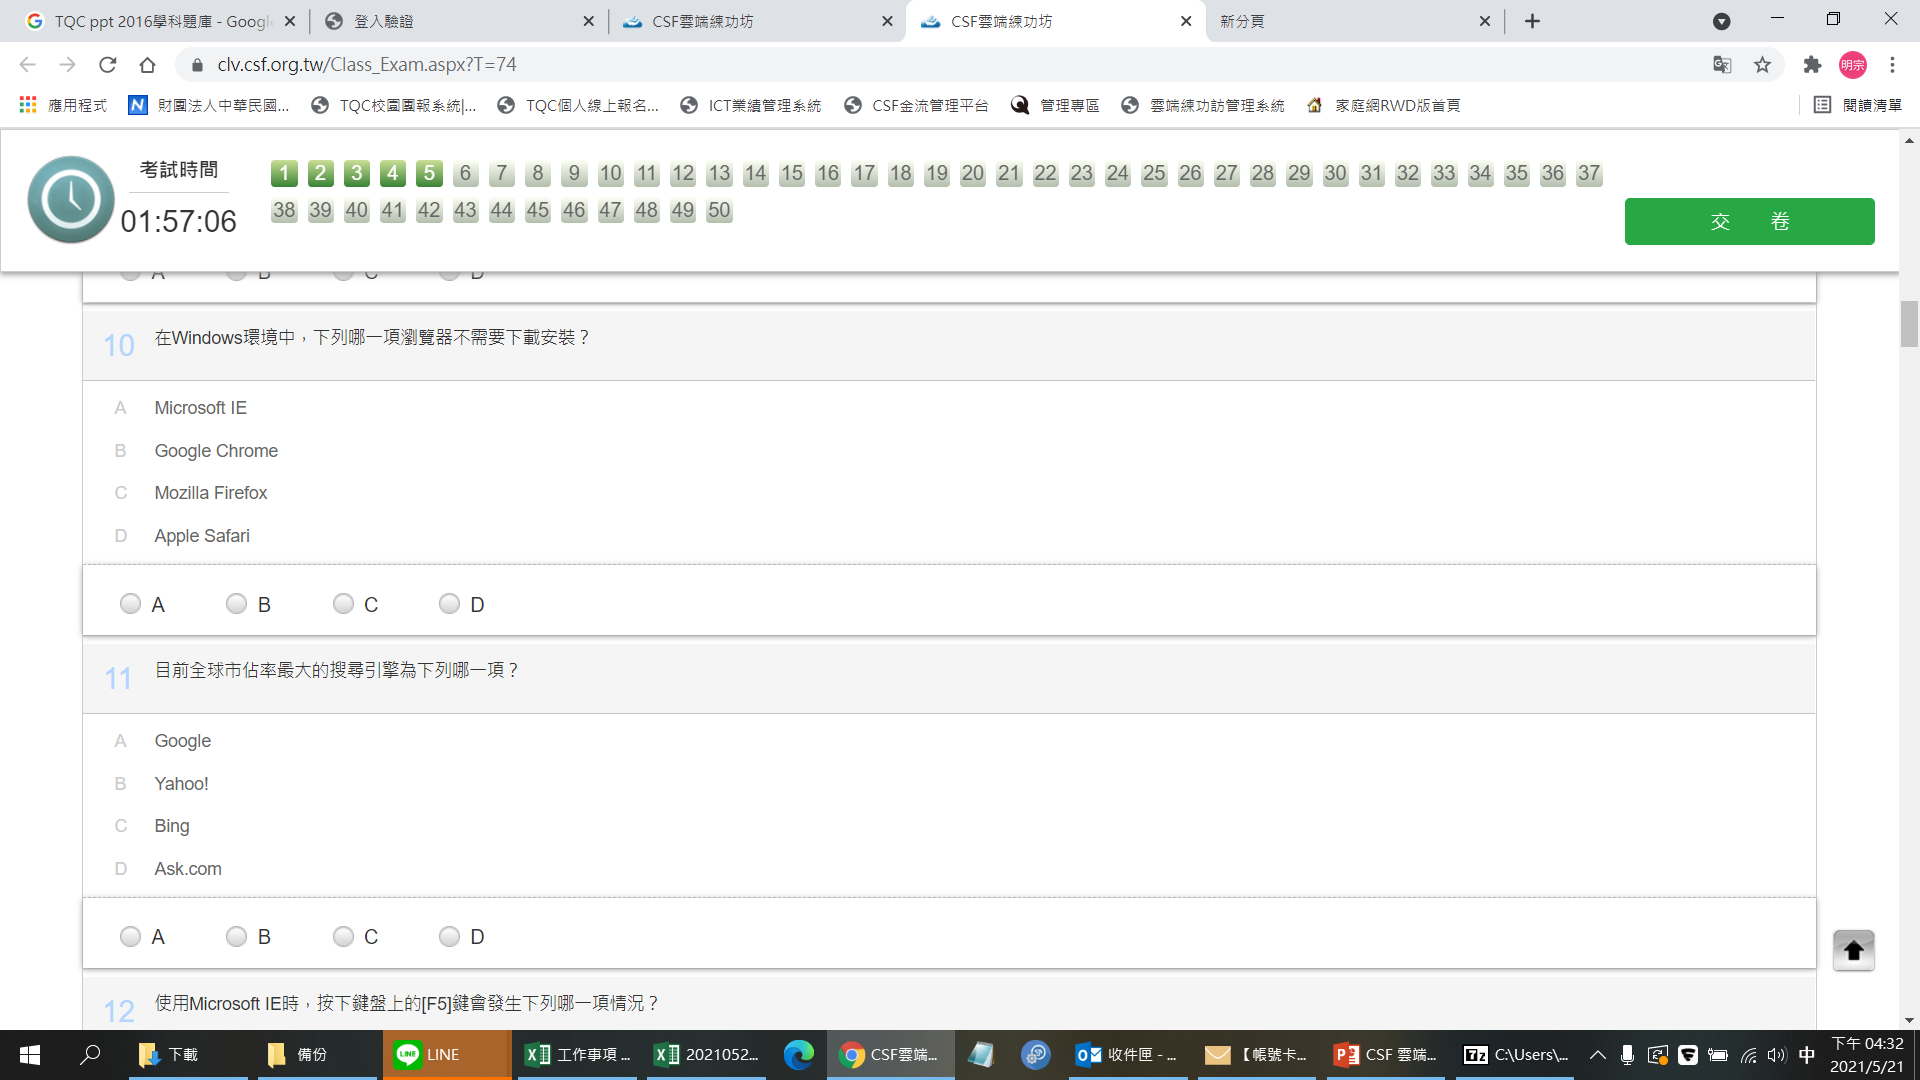 TQC ppt 2016學科題庫 - Google
登入驗證
CSF雲端練功坊
CSF雲端練功坊
新分頁
clv.csf.org.tw/Class_Exam.aspx?T=74
明宗
應用程式
財團法人中華民國...
TQC校園團報系統|...
TQC個人線上報名...
ICT業績管理系統
CSF金流管理平台
管理專區
雲端練功訪管理系統
家庭網RWD版首頁
閱讀清單
考試時間
01:57:06
1 2 3 4 5 6 7 8 9 10 11 12 13 14 15 16 17 18 19 20 21 22 23 24 25 26 27 28 29 30 31 32 33 34 35 36 37
38 39 40 41 42 43 44 45 46 47 48 49 50
交 卷
A B C D
10 在Windows環境中，下列哪一項瀏覽器不需要下載安裝？
A Microsoft IE
B Google Chrome
C Mozilla Firefox
D Apple Safari
A B C D
11 目前全球市佔率最大的搜尋引擎為下列哪一項？
A Google
B Yahoo!
C Bing
D Ask.com
A B C D
12 使用Microsoft IE時，按下鍵盤上的[F5]鍵會發生下列哪一項情況？
下載
備份
LINE
工作事項 ...
2021052...
CSF雲端...
收件匣 - ...
【帳號卡...
CSF 雲端...
C:\Users\...
中
下午 04:32
2021/5/21